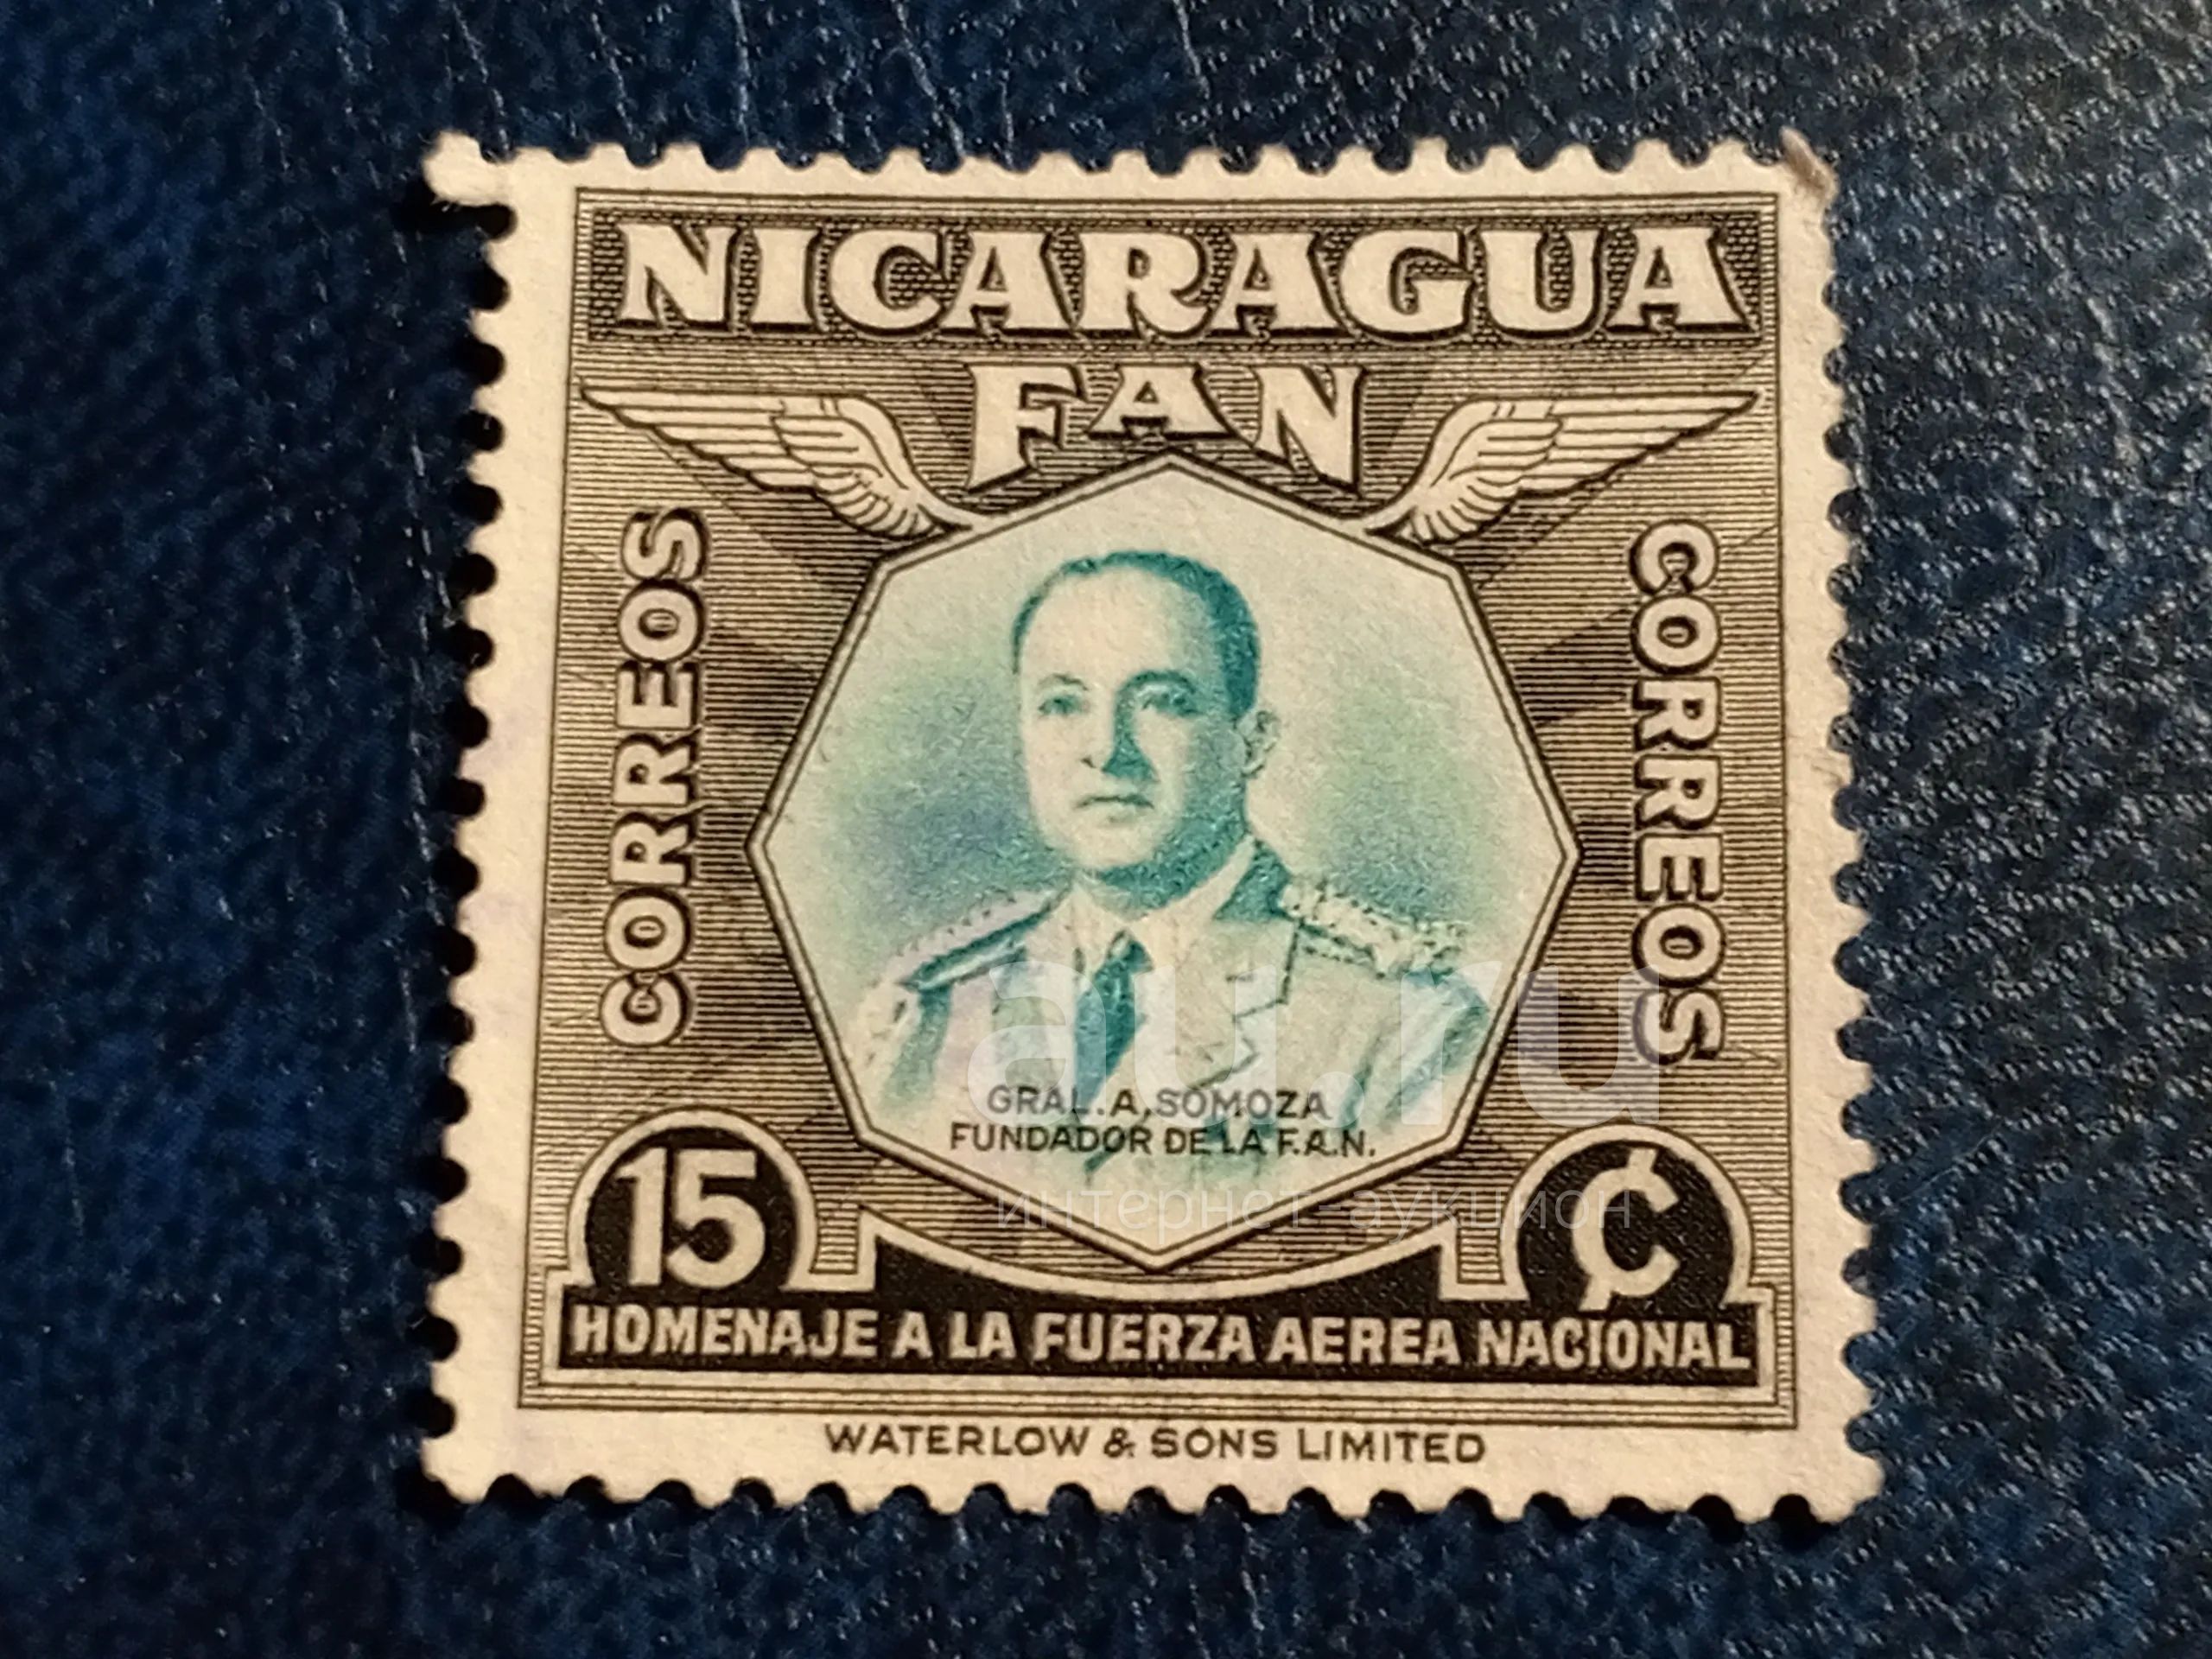 NICARAGUA
FAN
CORREOS
CORREOS
GRAL. A. SOMOZA
FUNDADOR DE LA F.A.N.
15
¢
HOMENAJE A LA FUERZA AEREA NACIONAL
WATERLOW & SONS LIMITED
au.ru
интернет-аукцион